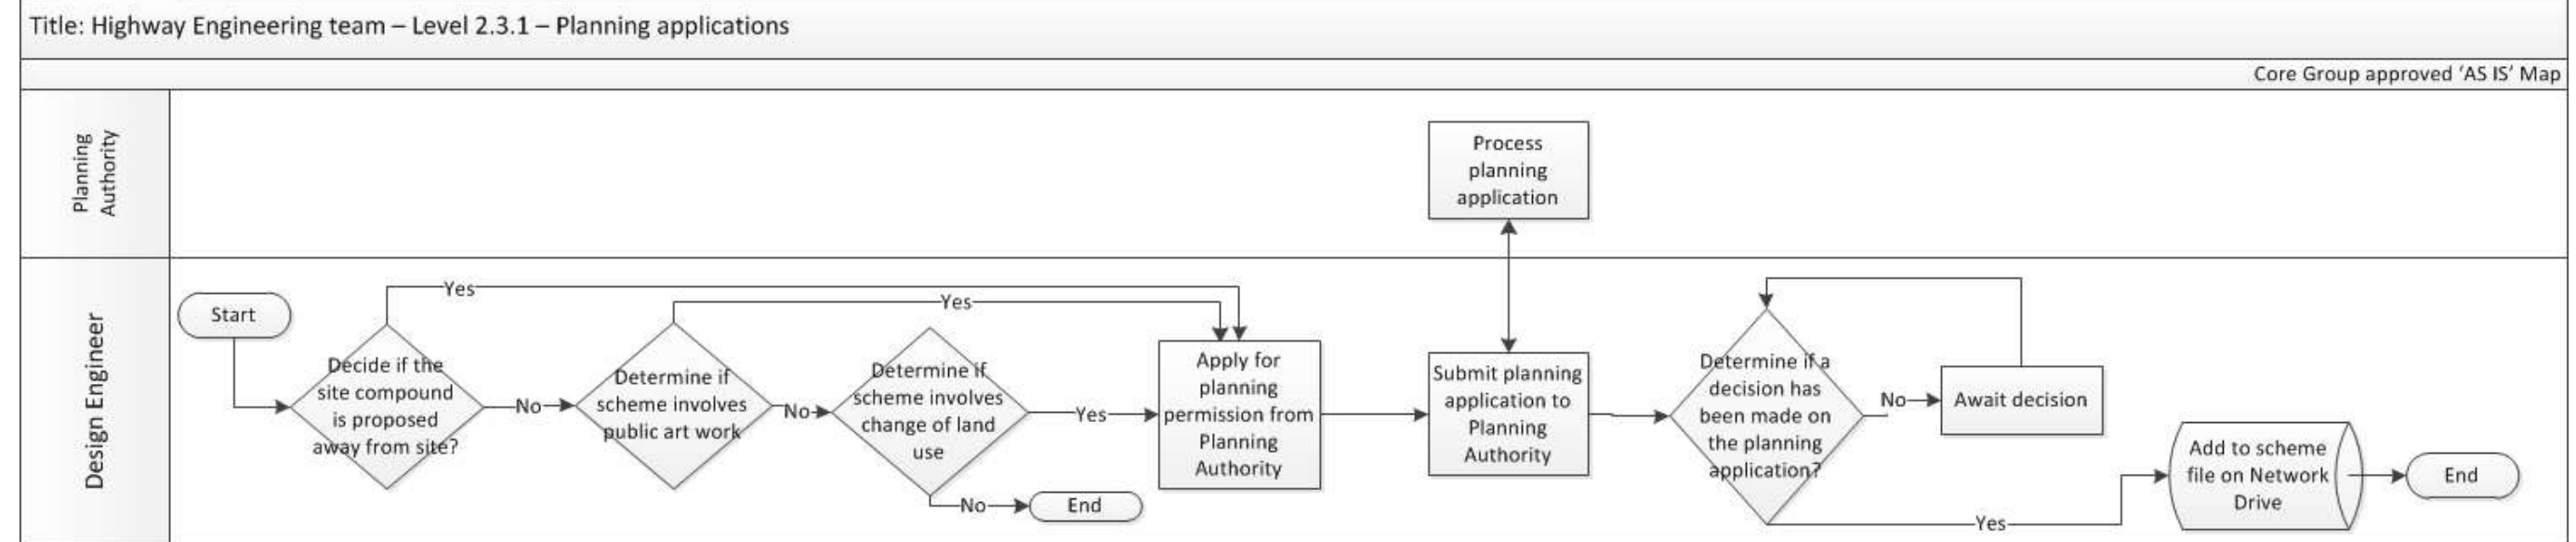 Title: Highway Engineering team – Level 2.3.1 – Planning applications
Core Group approved ‘AS IS’ Map
Planning
Authority
Process
planning
application
Design Engineer
Start
Decide if the
site compound
is proposed
away from site?
Yes
No
Determine if
scheme involves
public art work
Yes
No
Determine if
scheme involves
change of land
use
Yes
No
End
Apply for
planning
permission from
Planning
Authority
Submit planning
application to
Planning
Authority
Determine if a
decision has
been made on
the planning
application?
No
Await decision
Yes
Add to scheme
file on Network
Drive
End